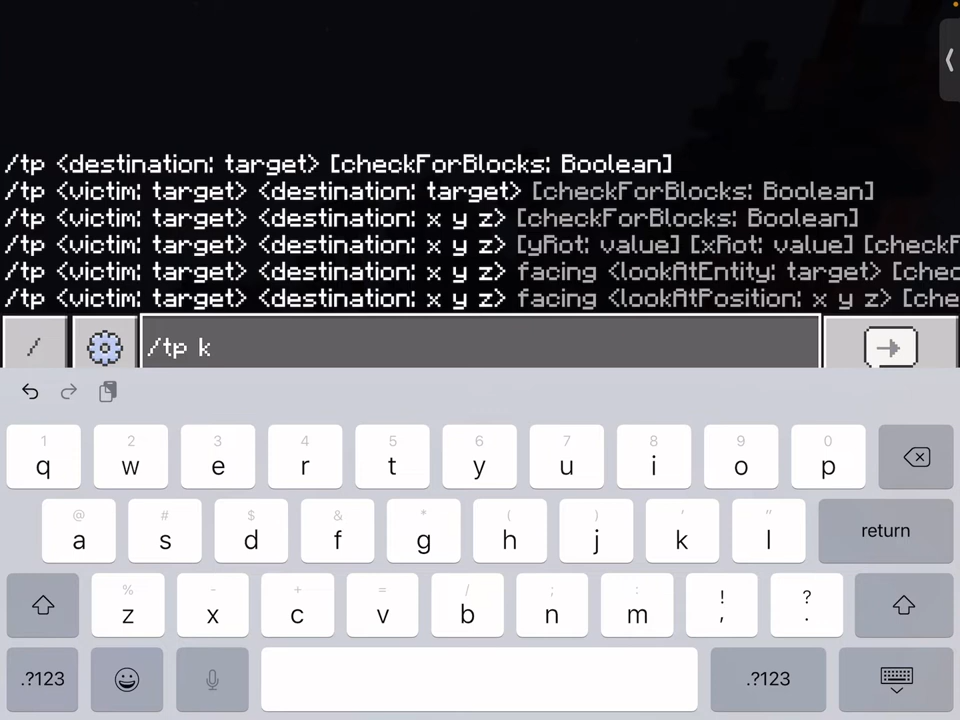 /tp <destination: target> [checkForBlocks: Boolean]
/tp <victim: target> <destination: target> [checkForBlocks: Boolean]
/tp <victim: target> <destination: x y z> [checkForBlocks: Boolean]
/tp <victim: target> <destination: x y z> [yRot: value] [xRot: value] [checkF
/tp <victim: target> <destination: x y z> facing <lookAtEntity: target> [chec
/tp <victim: target> <destination: x y z> facing <lookAtPosition: x y z> [che
/ /tp k
1 2 3 4 5 6 7 8 9 0
q w e r t y u i o p
@ # $ & * ( ) ' "
a s d f g h j k l return
% - + = / ; : ! ?
z x c v b n m , .
.?123 .?123